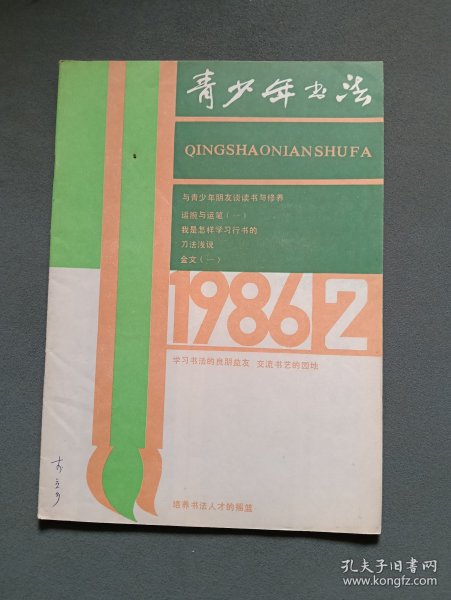 青少年书法
QINGSHAONIANSHUFA
与青少年朋友谈读书与修养
运腕与运笔（一）
我是怎样学习行书的
刀法浅说
金文（一）
1986 2
学习书法的良朋益友 交流书艺的园地
培养书法人才的摇篮
孔夫子旧书网
www.kongfz.com